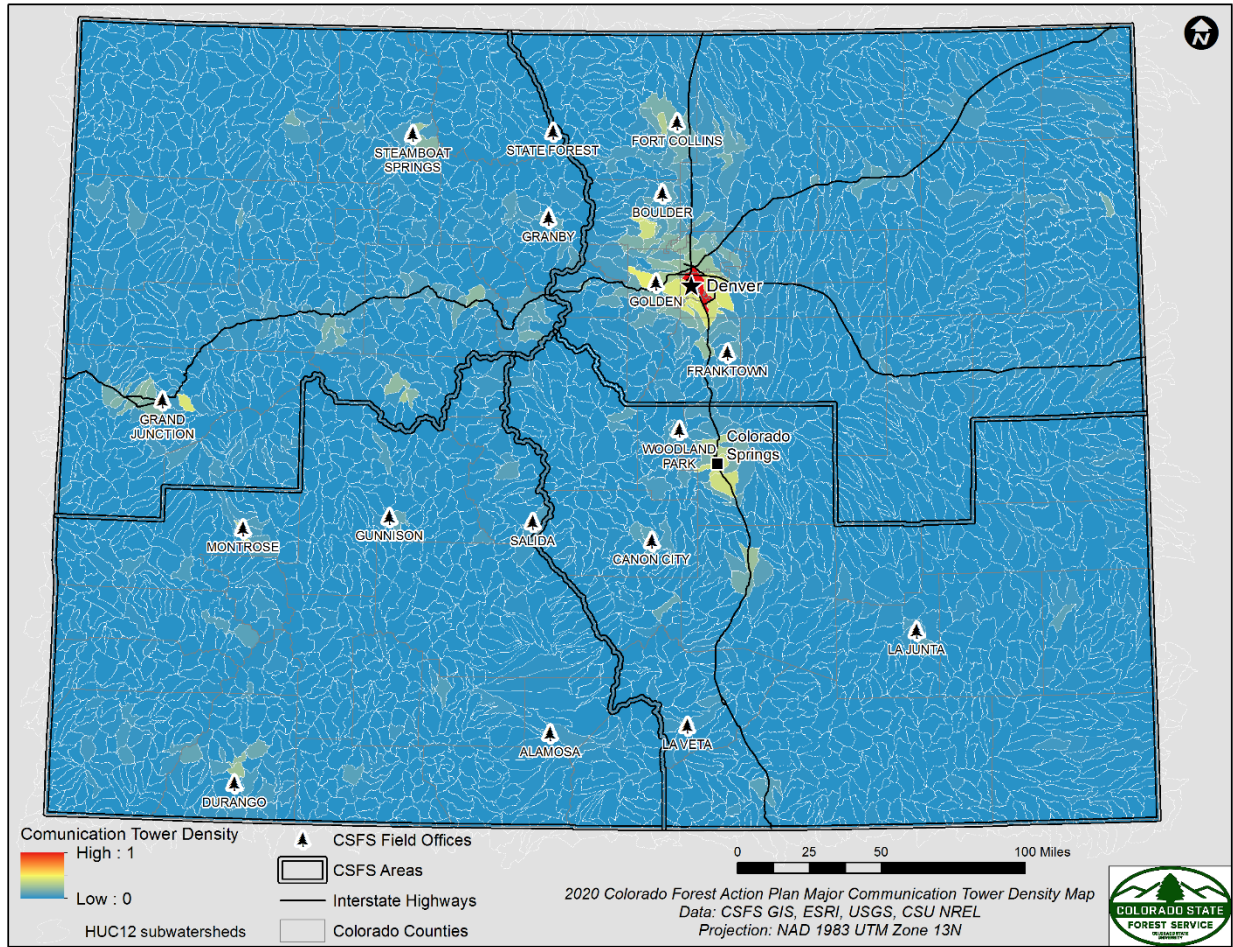 N
STEAMBOAT
SPRINGS
STATE FOREST
FORT COLLINS
BOULDER
GRANBY
GOLDEN
Denver
FRANKTOWN
GRAND
JUNCTION
WOODLAND
PARK
Colorado
Springs
MONTROSE
GUNNISON
SALIDA
CANON CITY
LA JUNTA
ALAMOSA
LA VETA
DURANGO
Comunication Tower Density
High : 1
Low : 0
HUC12 subwatersheds
CSFS Field Offices
CSFS Areas
Interstate Highways
Colorado Counties
0 25 50 100 Miles
2020 Colorado Forest Action Plan Major Communication Tower Density Map
Data: CSFS GIS, ESRI, USGS, CSU NREL
Projection: NAD 1983 UTM Zone 13N
COLORADO STATE
FOREST SERVICE
COLORADO STATE
UNIVERSITY